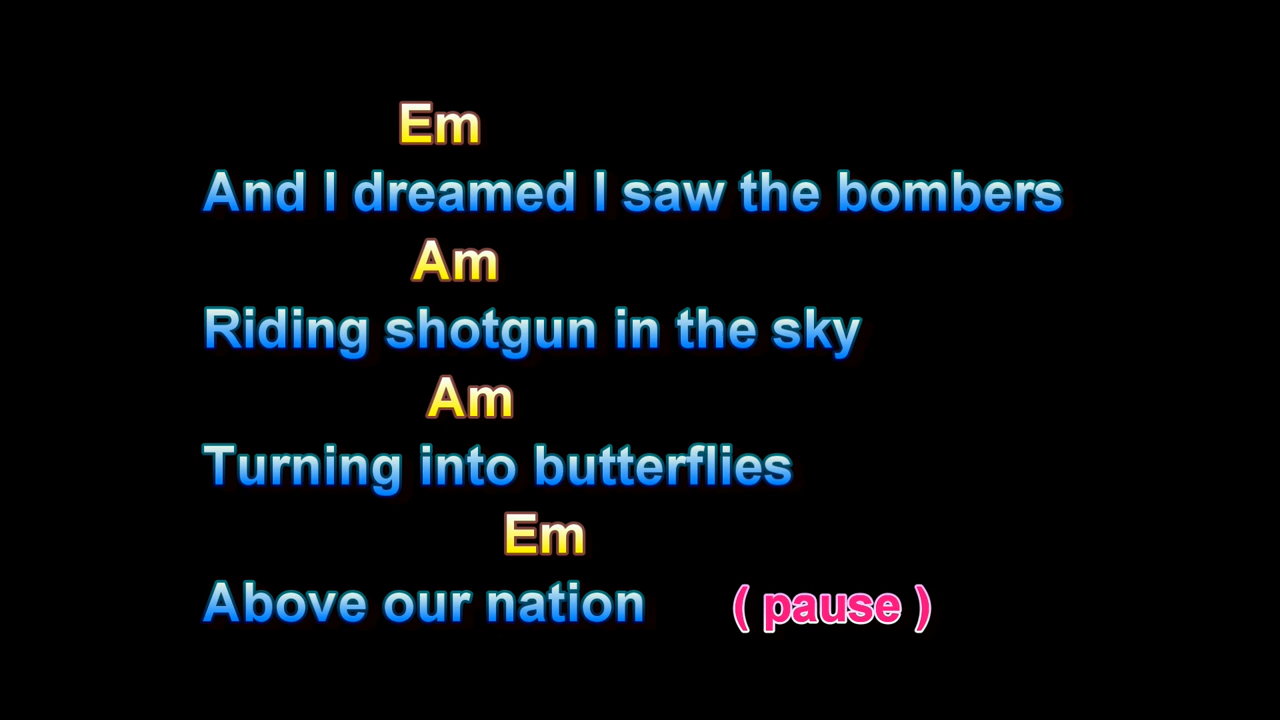 Em
And I dreamed I saw the bombers
Am
Riding shotgun in the sky
Am
Turning into butterflies
Em
Above our nation ( pause )